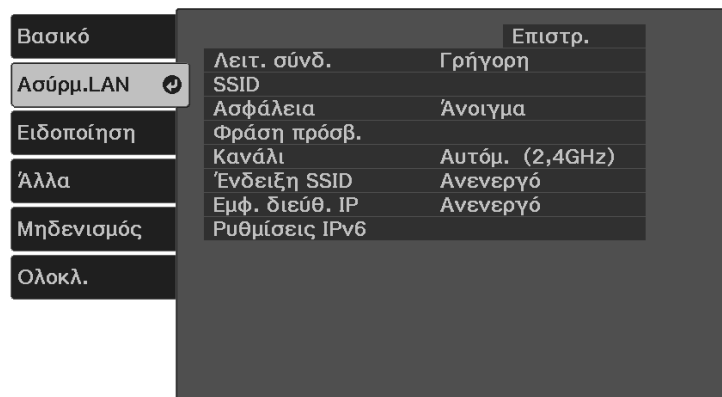 Βασικό
Ασύρμ.LAN
Ειδοποίηση
Άλλα
Μηδενισμός
Ολοκλ.
Επιστρ.
Λειτ. σύνδ. Γρήγορη
SSID
Ασφάλεια Άνοιγμα
Φράση πρόσβ.
Κανάλι Αυτόμ. (2,4GHz)
Ένδειξη SSID Ανενεργό
Εμφ. διεύθ. IP Ανενεργό
Ρυθμίσεις IPv6